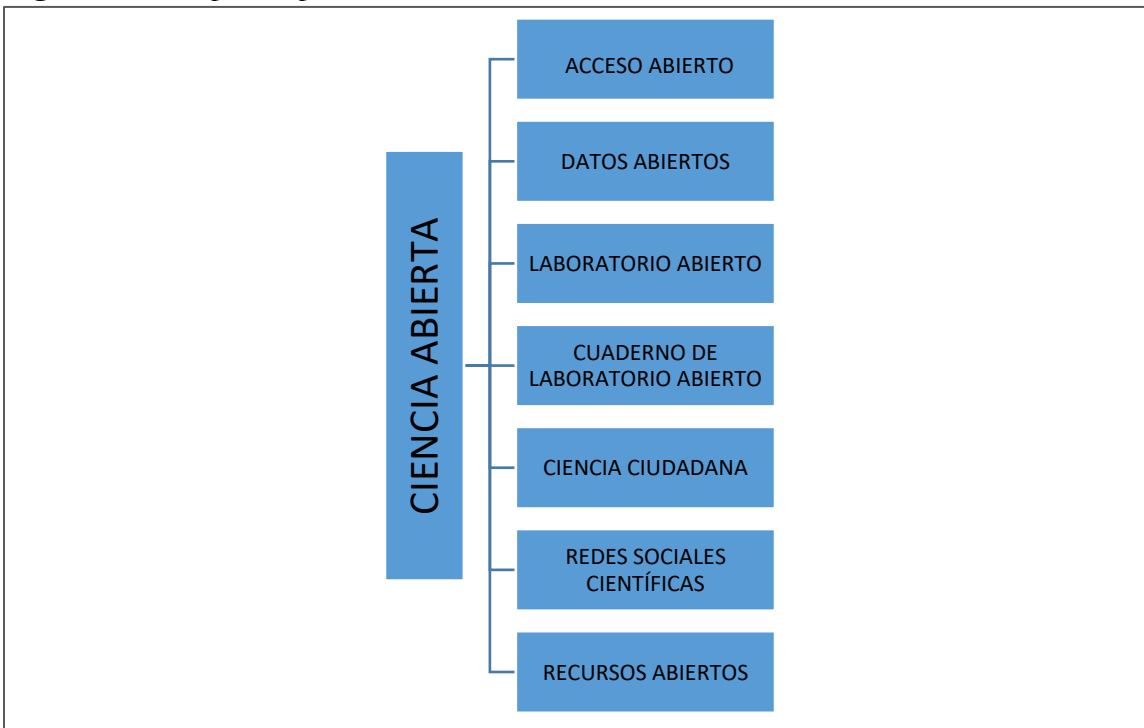 CIENCIA ABIERTA
ACCESO ABIERTO
DATOS ABIERTOS
LABORATORIO ABIERTO
CUADERNO DE
LABORATORIO ABIERTO
CIENCIA CIUDADANA
REDES SOCIALES
CIENTÍFICAS
RECURSOS ABIERTOS